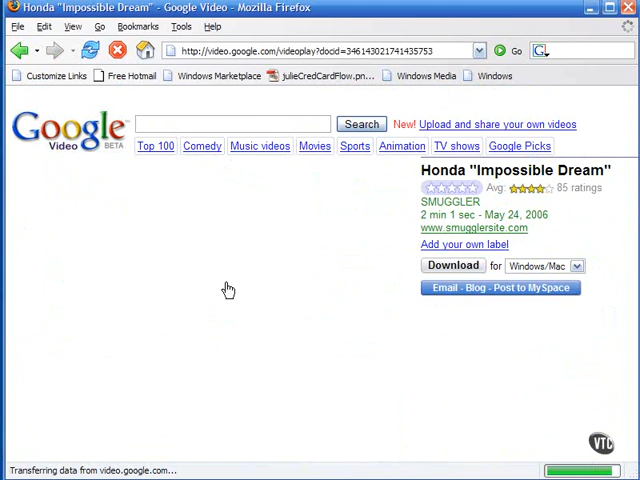 Honda "Impossible Dream" - Google Video - Mozilla Firefox
File Edit View Go Bookmarks Tools Help
http://video.google.com/videoplay?docid=346143021741435753 Go G
Customize Links Free Hotmail Windows Marketplace julieCredCardFlow.pn... Windows Media Windows
Google Video BETA
Search New! Upload and share your own videos
Top 100 Comedy Music videos Movies Sports Animation TV shows Google Picks
Honda "Impossible Dream"
Avg: 85 ratings
SMUGGLER
2 min 1 sec - May 24, 2006
www.smugglersite.com
Add your own label
Download for Windows/Mac
Email - Blog - Post to MySpace
VTC
Transferring data from video.google.com...